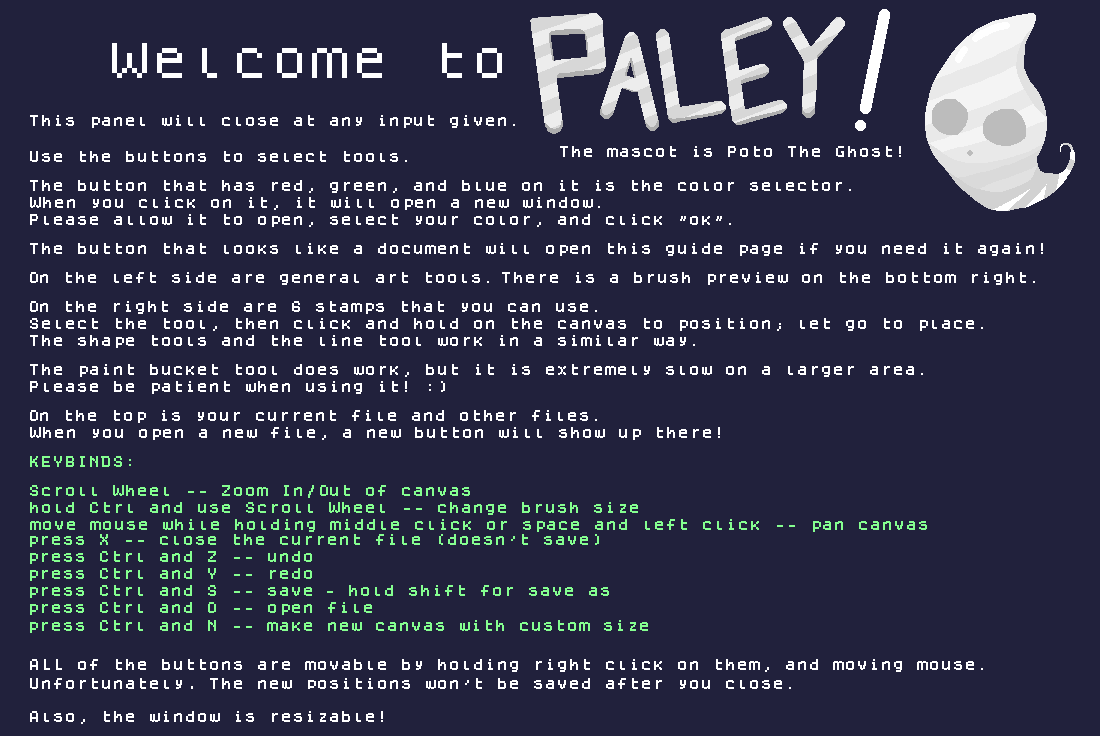 Welcome to PALEY!
This panel will close at any input given.
The mascot is Poto The Ghost!
Use the buttons to select tools.
The button that has red, green, and blue on it is the color selector.
When you click on it, it will open a new window.
Please allow it to open, select your color, and click "OK".
The button that looks like a document will open this guide page if you need it again!
On the left side are general art tools. There is a brush preview on the bottom right.
On the right side are 6 stamps that you can use.
Select the tool, then click and hold on the canvas to position; let go to place.
The shape tools and the line tool work in a similar way.
The paint bucket tool does work, but it is extremely slow on a larger area.
Please be patient when using it! :)
On the top is your current file and other files.
When you open a new file, a new button will show up there!
KEYBINDS:
Scroll Wheel -- Zoom In/Out of canvas
hold Ctrl and use Scroll Wheel -- change brush size
move mouse while holding middle click or space and left click -- pan canvas
press X -- close the current file (doesn't save)
press Ctrl and Z -- undo
press Ctrl and Y -- redo
press Ctrl and S -- save - hold shift for save as
press Ctrl and O -- open file
press Ctrl and N -- make new canvas with custom size
All of the buttons are movable by holding right click on them, and moving mouse.
Unfortunately. The new positions won't be saved after you close.
Also, the window is resizable!